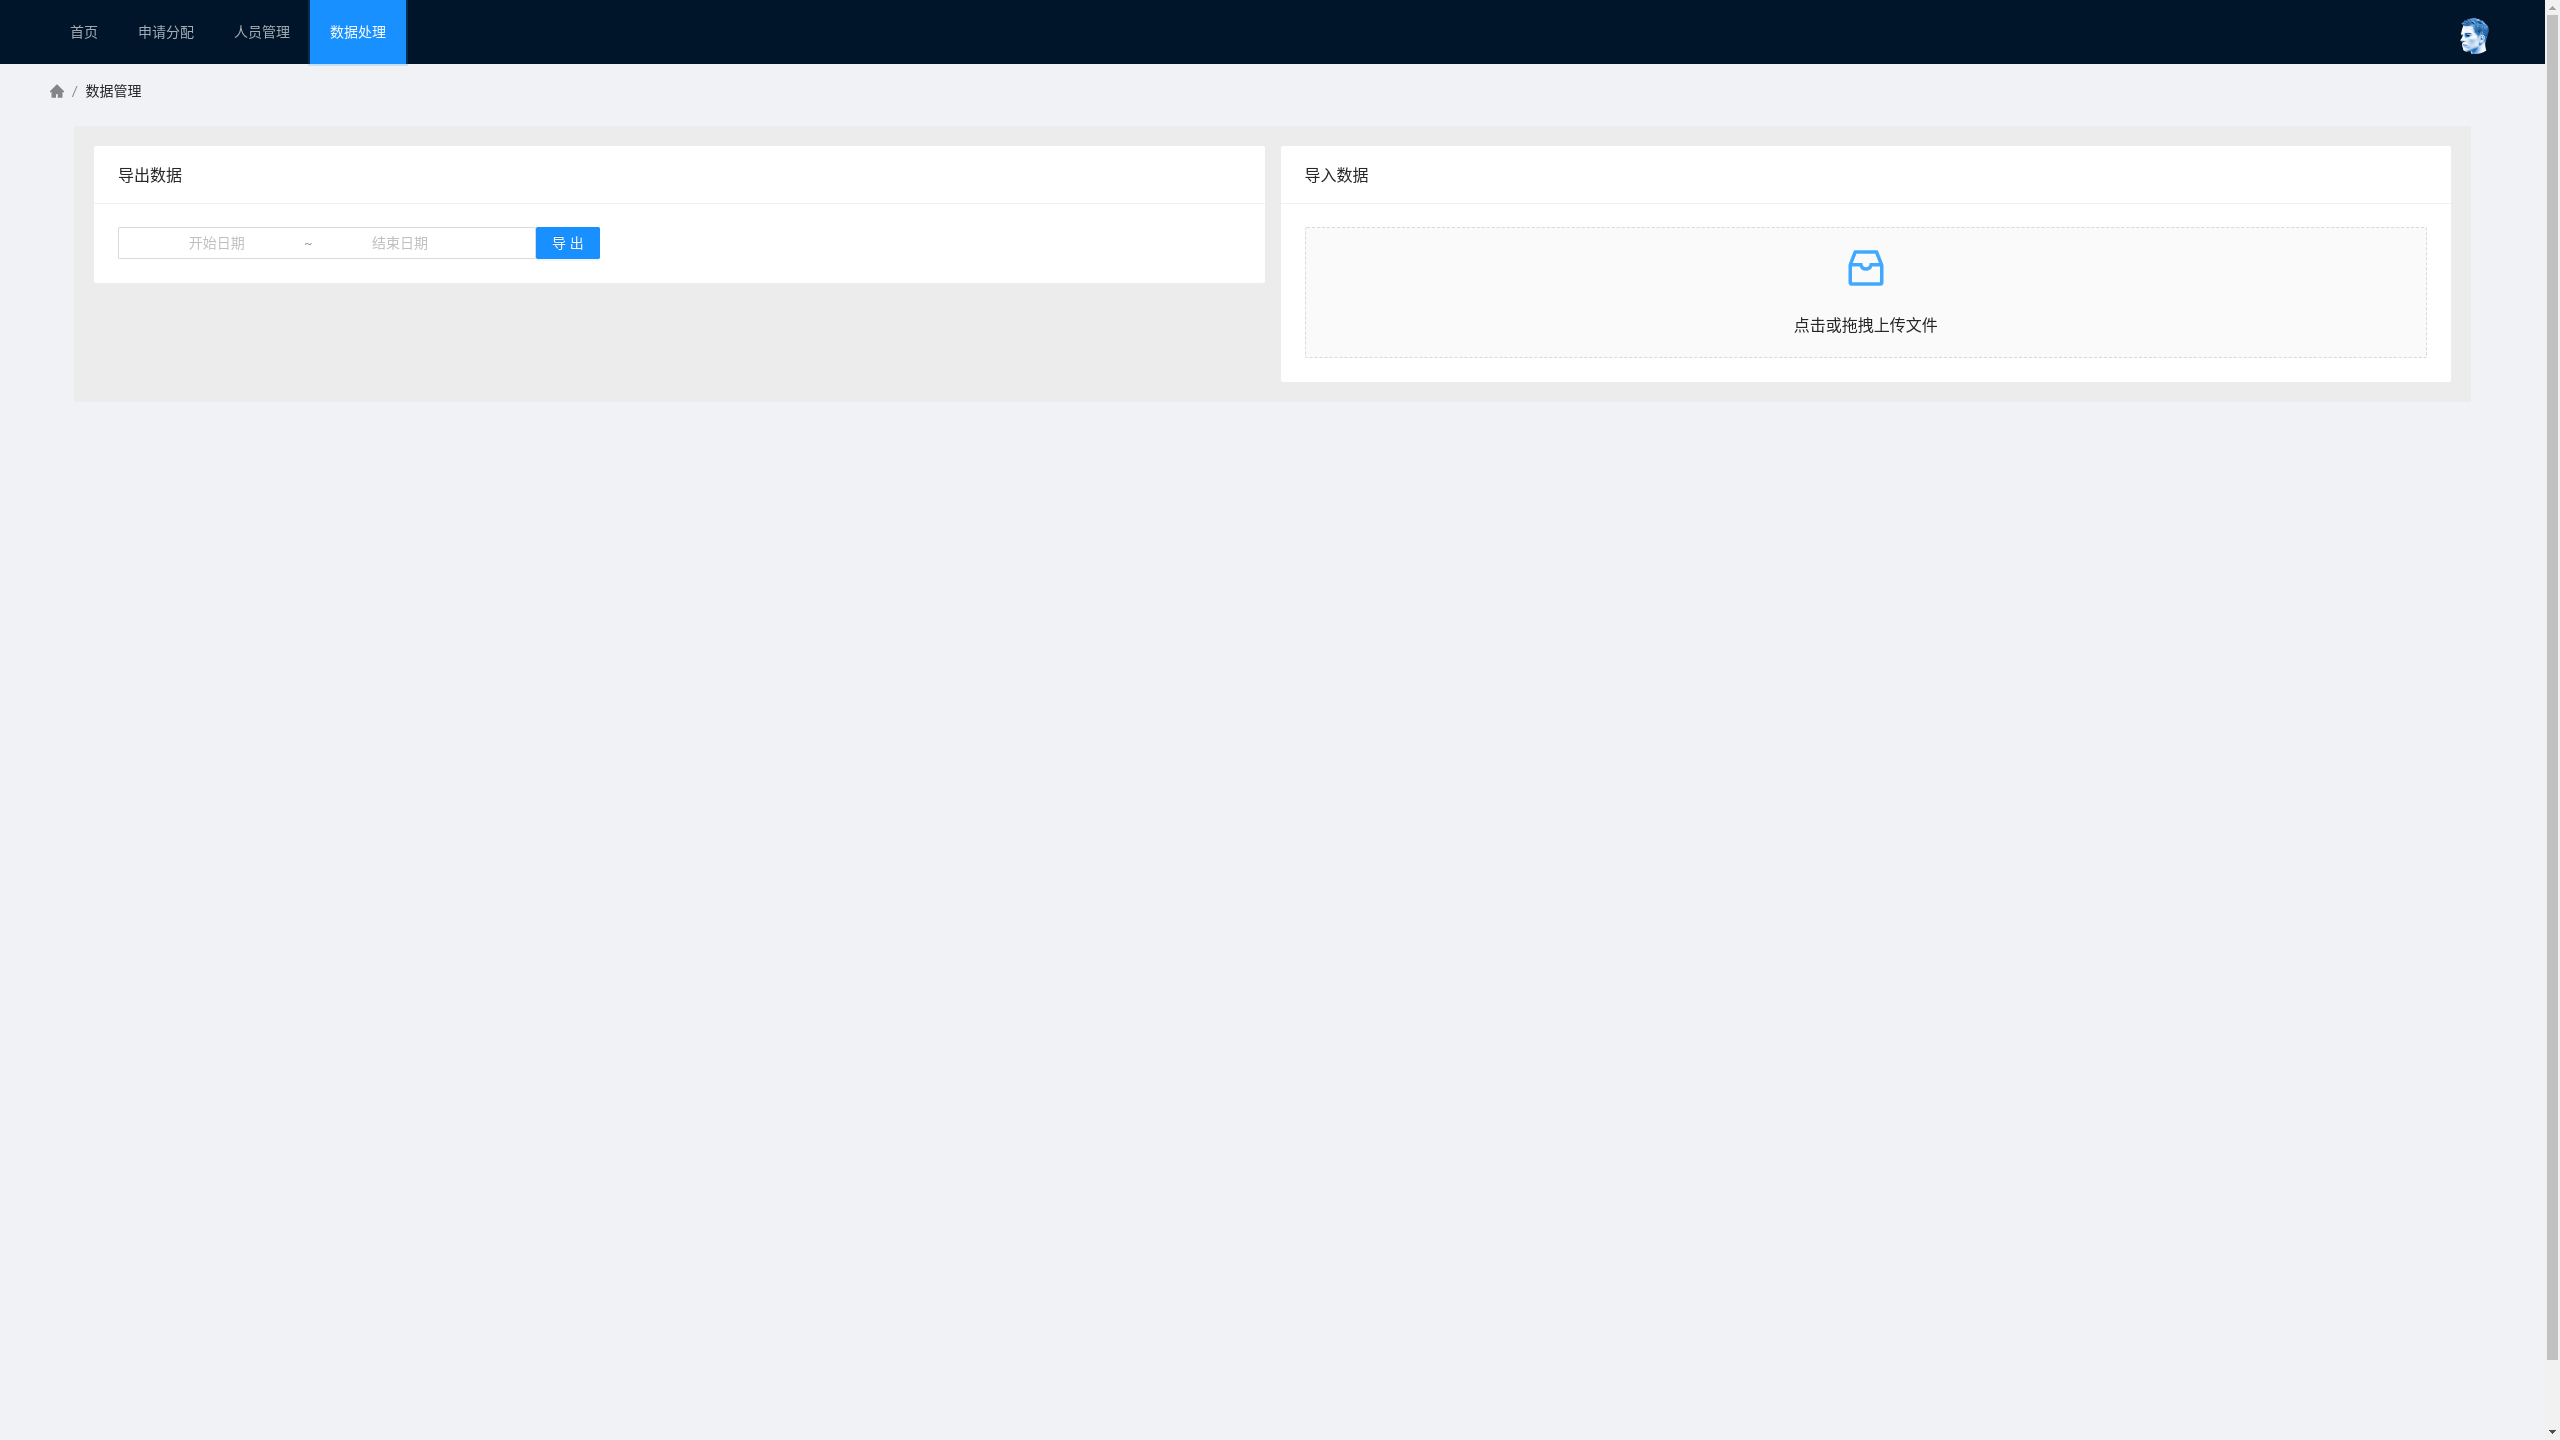 首页 申请分配 人员管理 数据处理
/ 数据管理
导出数据
开始日期 ~ 结束日期 导 出
导入数据
点击或拖拽上传文件